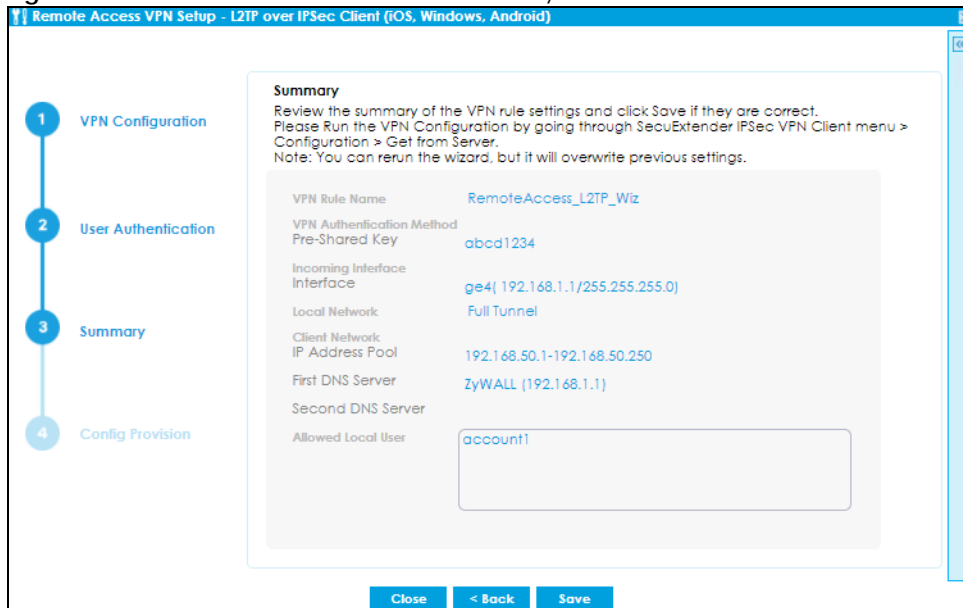 Remote Access VPN Setup - L2TP over IPSec Client (iOS, Windows, Android)
Summary
Review the summary of the VPN rule settings and click Save if they are correct.
Please Run the VPN Configuration by going through SecuExtender IPSec VPN Client menu >
Configuration > Get from Server.
Note: You can rerun the wizard, but it will overwrite previous settings.
1 VPN Configuration
2 User Authentication
3 Summary
4 Config Provision
VPN Rule Name RemoteAccess_L2TP_Wiz
VPN Authentication Method
Pre-Shared Key abcd1234
Incoming Interface
Interface ge4( 192.168.1.1/255.255.255.0)
Local Network Full Tunnel
Client Network
IP Address Pool 192.168.50.1-192.168.50.250
First DNS Server ZyWALL (192.168.1.1)
Second DNS Server
Allowed Local User account1
Close < Back Save